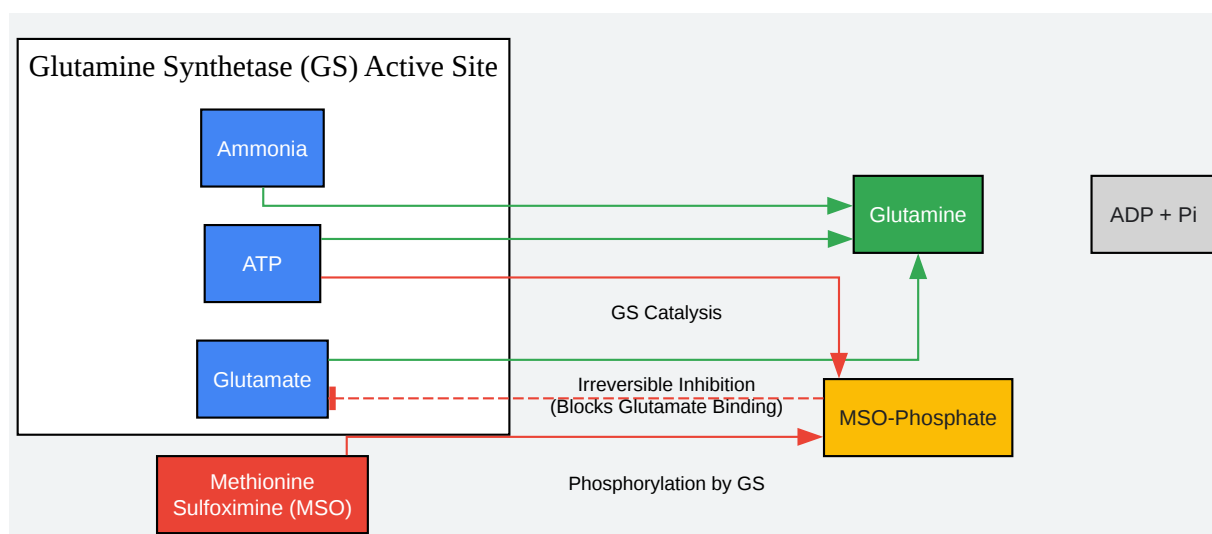 Glutamine Synthetase (GS) Active Site
Ammonia
ATP
Glutamate
Methionine
Sulfoximine (MSO)
GS Catalysis
Irreversible Inhibition
(Blocks Glutamate Binding)
Phosphorylation by GS
Glutamine
MSO-Phosphate
ADP + Pi